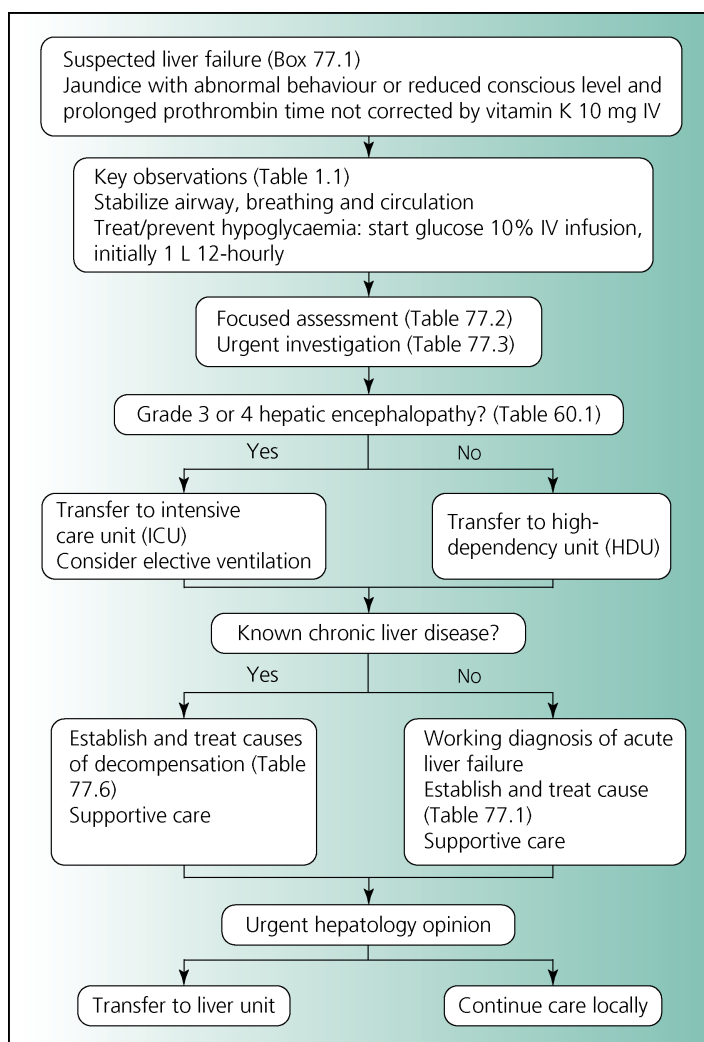 Suspected liver failure (Box 77.1)
Jaundice with abnormal behaviour or reduced conscious level and
prolonged prothrombin time not corrected by vitamin K 10 mg IV
Key observations (Table 1.1)
Stabilize airway, breathing and circulation
Treat/prevent hypoglycaemia: start glucose 10% IV infusion,
initially 1 L 12-hourly
Focused assessment (Table 77.2)
Urgent investigation (Table 77.3)
Grade 3 or 4 hepatic encephalopathy? (Table 60.1)
Yes
No
Transfer to intensive
care unit (ICU)
Consider elective ventilation
Transfer to high-
dependency unit (HDU)
Known chronic liver disease?
Yes
No
Establish and treat causes
of decompensation (Table
77.6)
Supportive care
Working diagnosis of acute
liver failure
Establish and treat cause
(Table 77.1)
Supportive care
Urgent hepatology opinion
Transfer to liver unit
Continue care locally